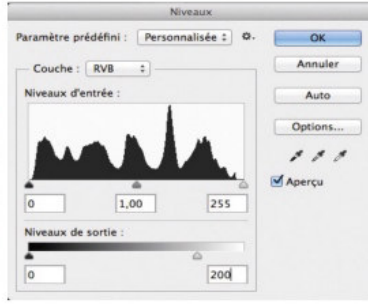 Niveaux
Paramètre prédéfini : Personnalisée
OK
Couche : RVB
Annuler
Niveaux d'entrée :
Auto
Options...
Aperçu
0 1,00 255
Niveaux de sortie :
0 200